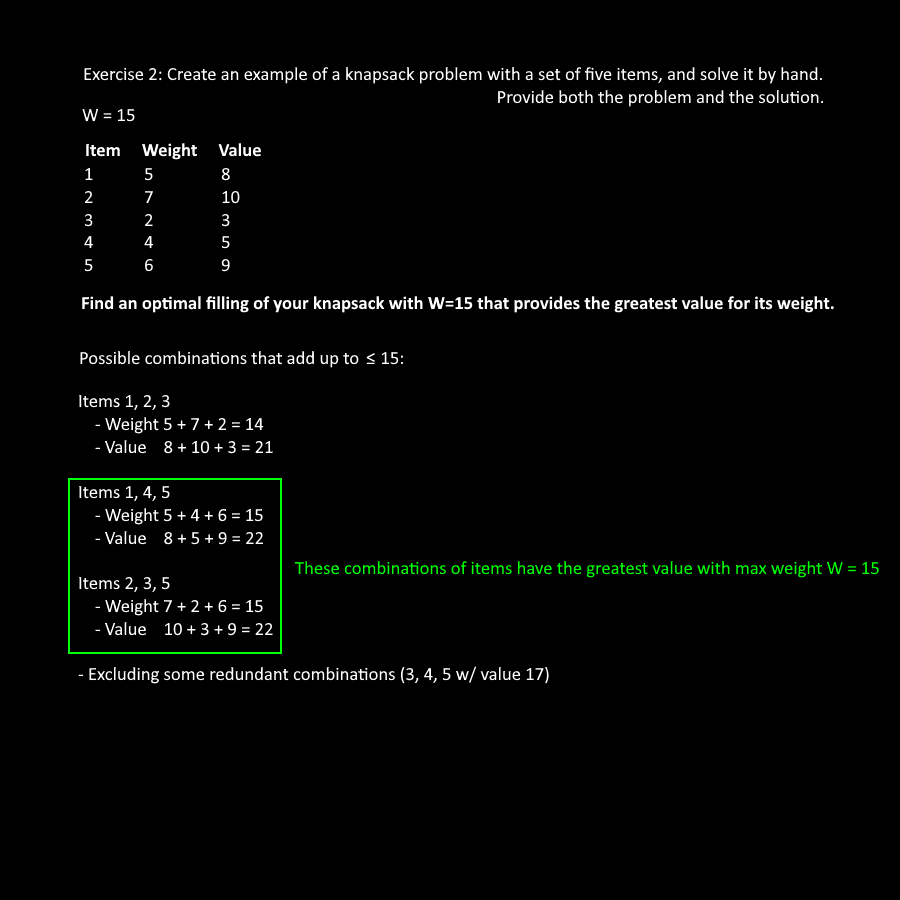 Exercise 2: Create an example of a knapsack problem with a set of five items, and solve it by hand.
Provide both the problem and the solution.
W = 15
Item Weight Value
1 5 8
2 7 10
3 2 3
4 4 5
5 6 9
Find an optimal filling of your knapsack with W=15 that provides the greatest value for its weight.
Possible combinations that add up to ≤ 15:
Items 1, 2, 3
- Weight 5 + 7 + 2 = 14
- Value 8 + 10 + 3 = 21
Items 1, 4, 5
- Weight 5 + 4 + 6 = 15
- Value 8 + 5 + 9 = 22
These combinations of items have the greatest value with max weight W = 15
Items 2, 3, 5
- Weight 7 + 2 + 6 = 15
- Value 10 + 3 + 9 = 22
- Excluding some redundant combinations (3, 4, 5 w/ value 17)